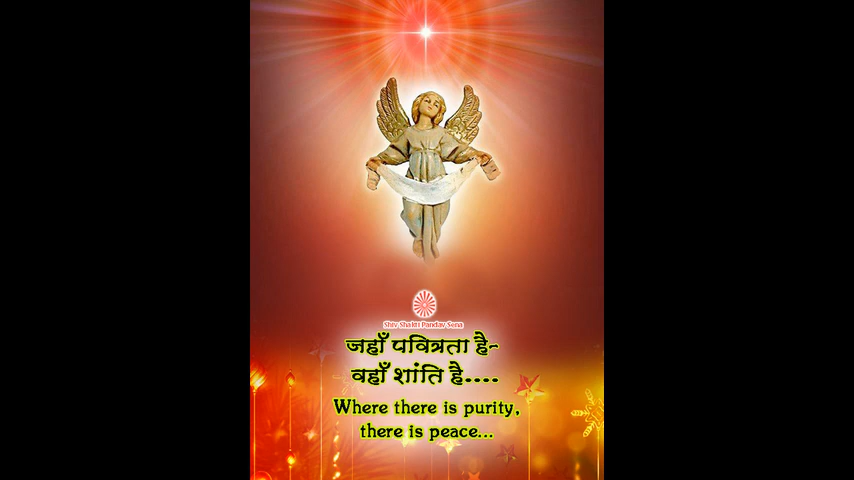 Shiv Shakti Pandav Sena
जहाँ पवित्रता है-
वहाँ शांति है....
Where there is purity,
there is peace...